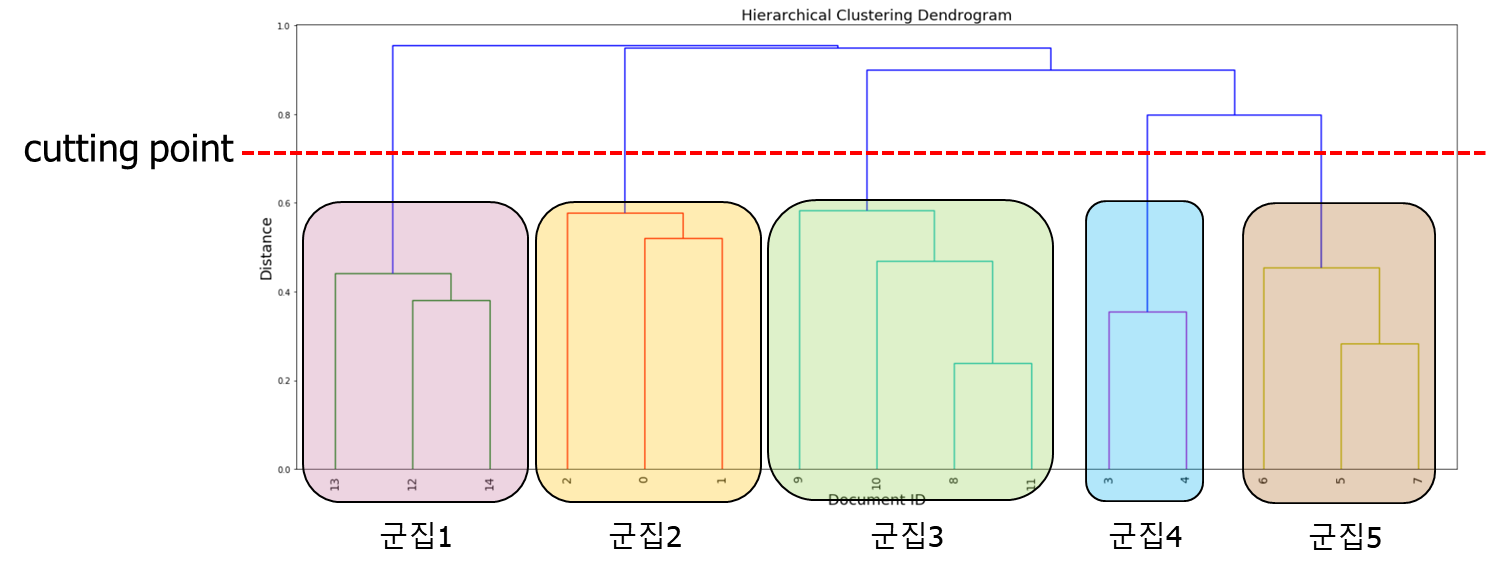 Hierarchical Clustering Dendrogram
1.0
0.8
cutting point
0.6
Distance
0.4
0.2
0.0
13 12 14 2 0 1 9 10 8 11 3 4 6 5 7
Document ID
군집1 군집2 군집3 군집4 군집5